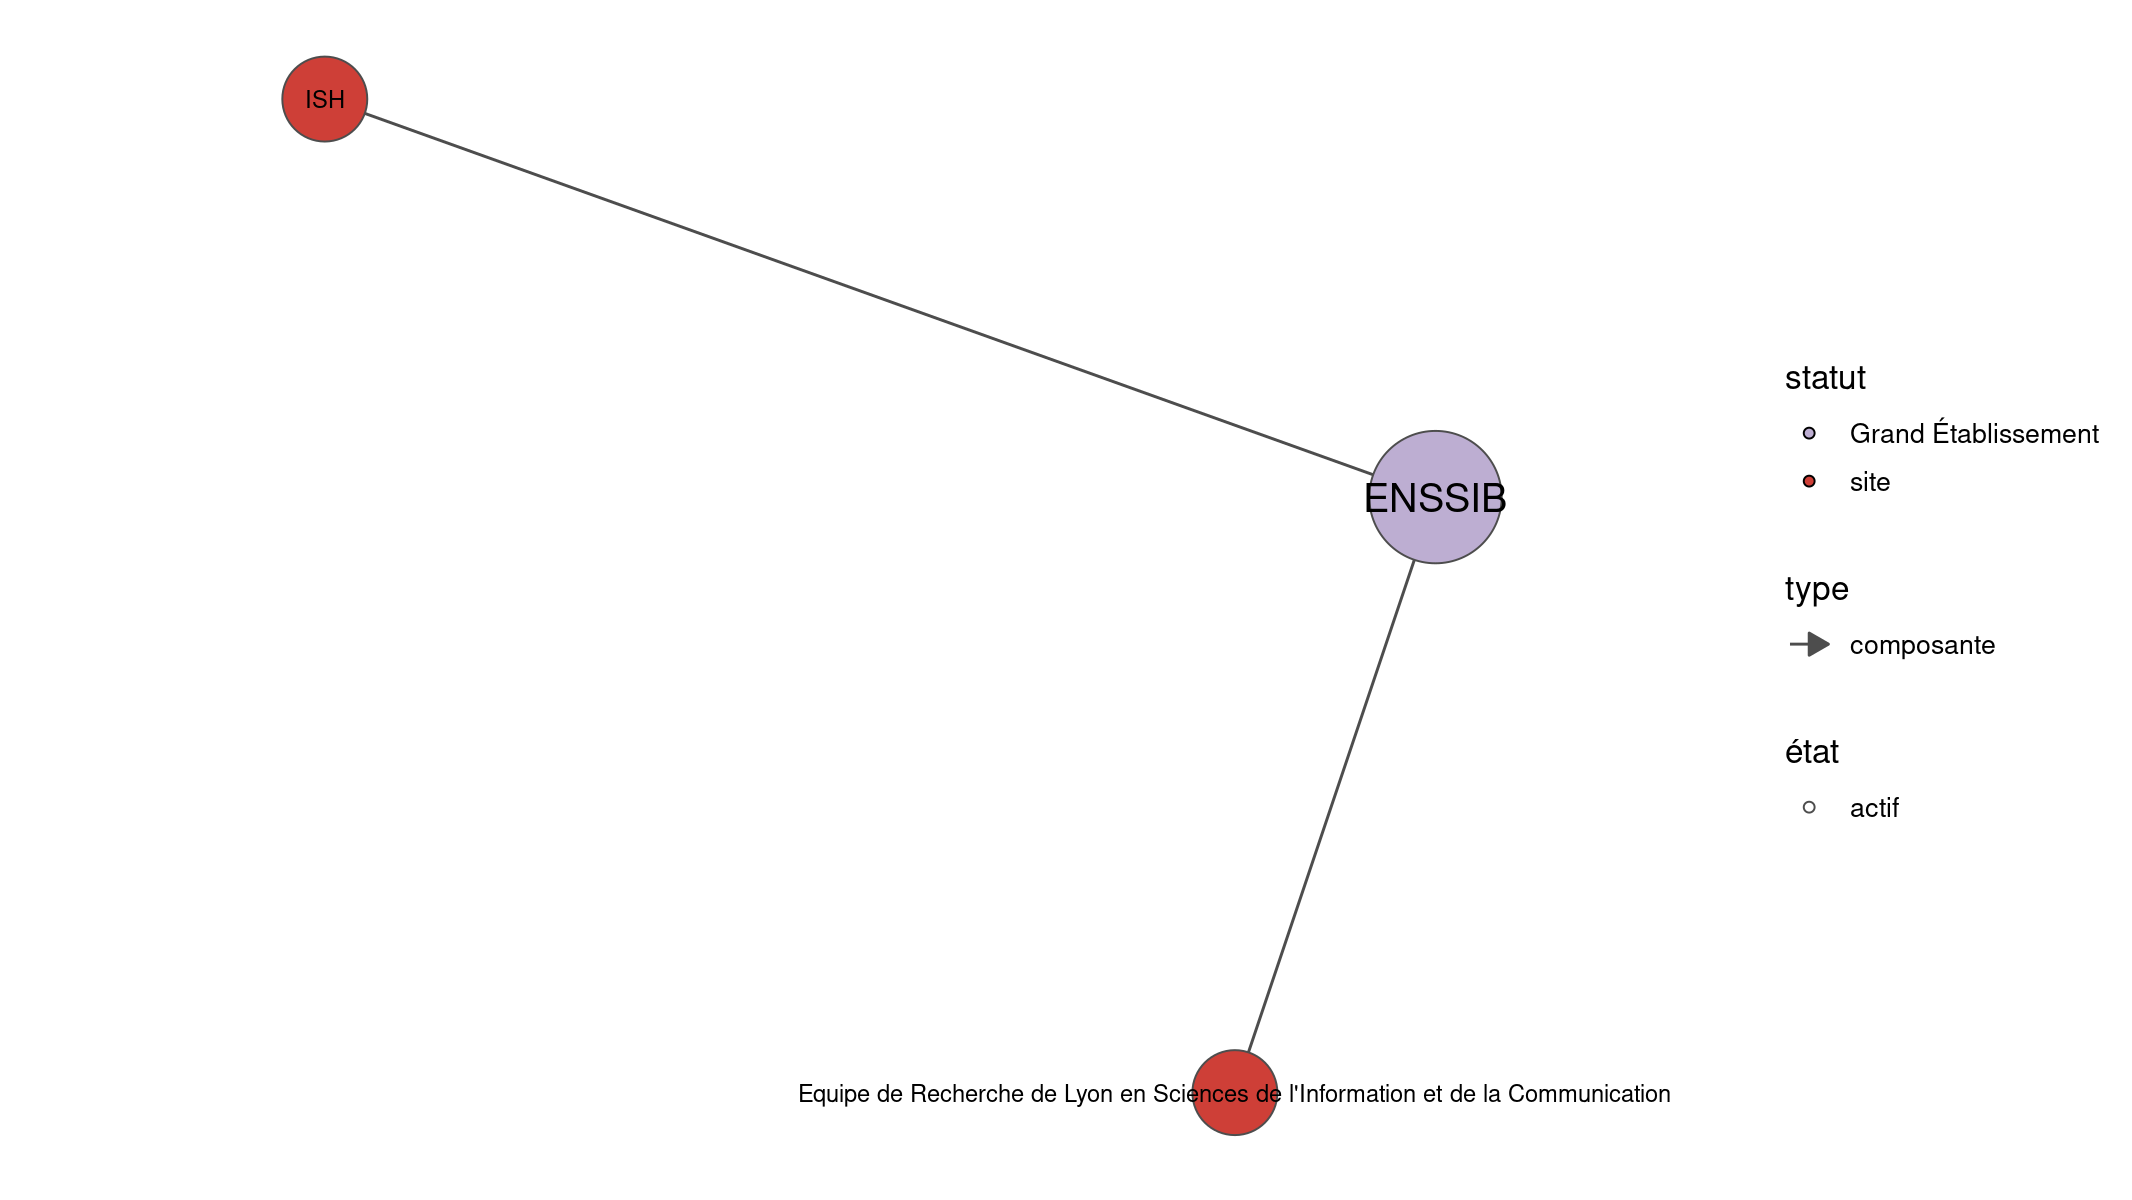 ISH
ENSSIB
Equipe de Recherche de Lyon en Sciences de l'Information et de la Communication
statut
Grand Établissement
site
type
composante
état
actif